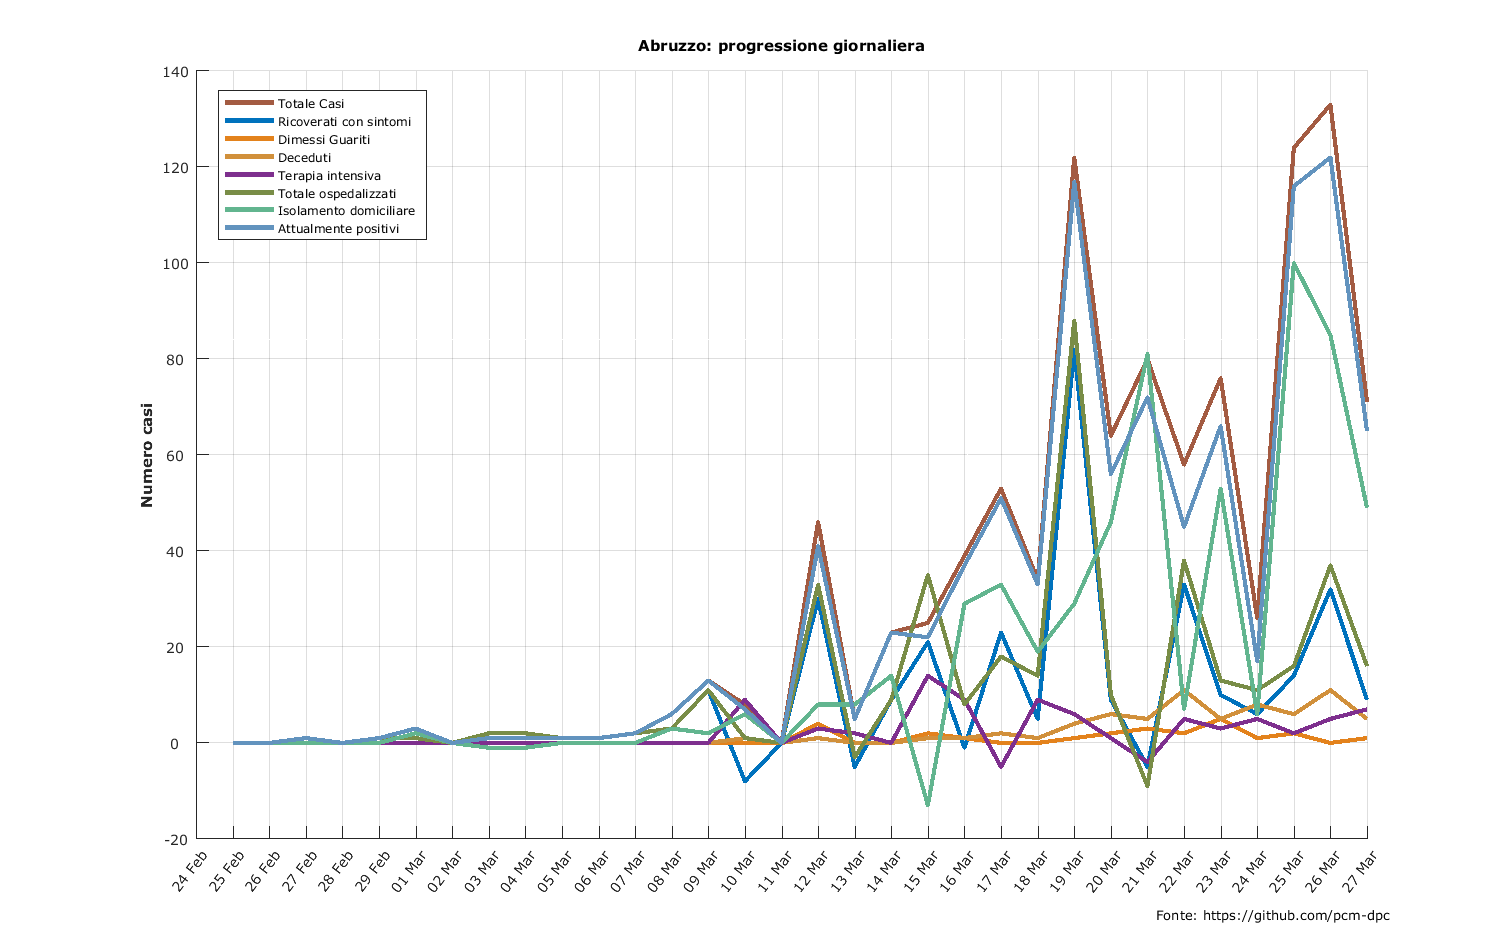 Abruzzo: progressione giornaliera
140
120
100
80
60
40
20
0
-20
Numero casi
Totale Casi
Ricoverati con sintomi
Dimessi Guariti
Deceduti
Terapia intensiva
Totale ospedalizzati
Isolamento domiciliare
Attualmente positivi
24 Feb
25 Feb
26 Feb
27 Feb
28 Feb
29 Feb
01 Mar
02 Mar
03 Mar
04 Mar
05 Mar
06 Mar
07 Mar
08 Mar
09 Mar
10 Mar
11 Mar
12 Mar
13 Mar
14 Mar
15 Mar
16 Mar
17 Mar
18 Mar
19 Mar
20 Mar
21 Mar
22 Mar
23 Mar
24 Mar
25 Mar
26 Mar
27 Mar
Fonte: https://github.com/pcm-dpc